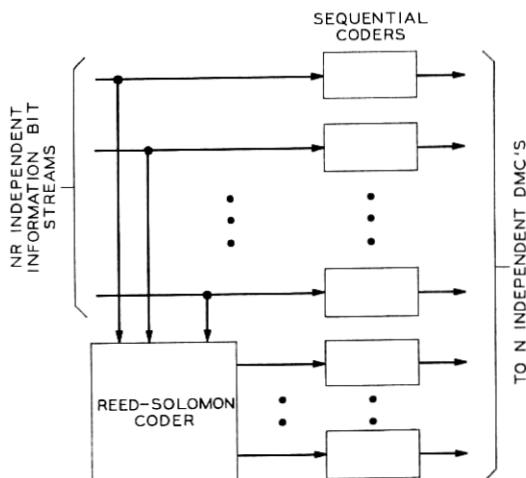 SEQUENTIAL
CODERS
NR INDEPENDENT
INFORMATION BIT
STREAMS
TO N INDEPENDENT DMC'S
REED-SOLOMON
CODER